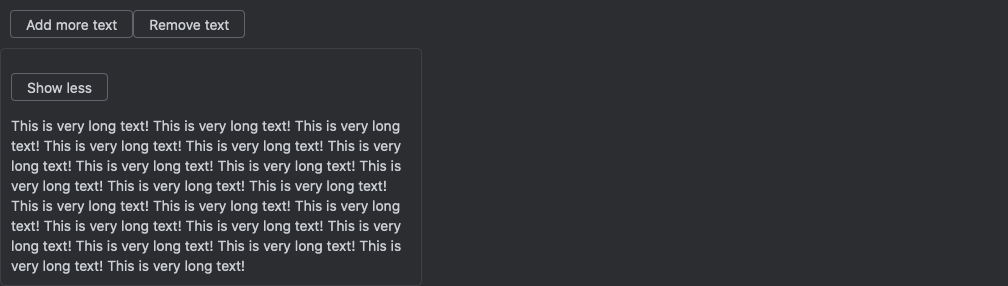 Add more text Remove text
Show less
This is very long text! This is very long text! This is very long
text! This is very long text! This is very long text! This is very
long text! This is very long text! This is very long text! This is
very long text! This is very long text! This is very long text!
This is very long text! This is very long text! This is very long
text! This is very long text! This is very long text! This is very
long text! This is very long text! This is very long text! This is
very long text! This is very long text!